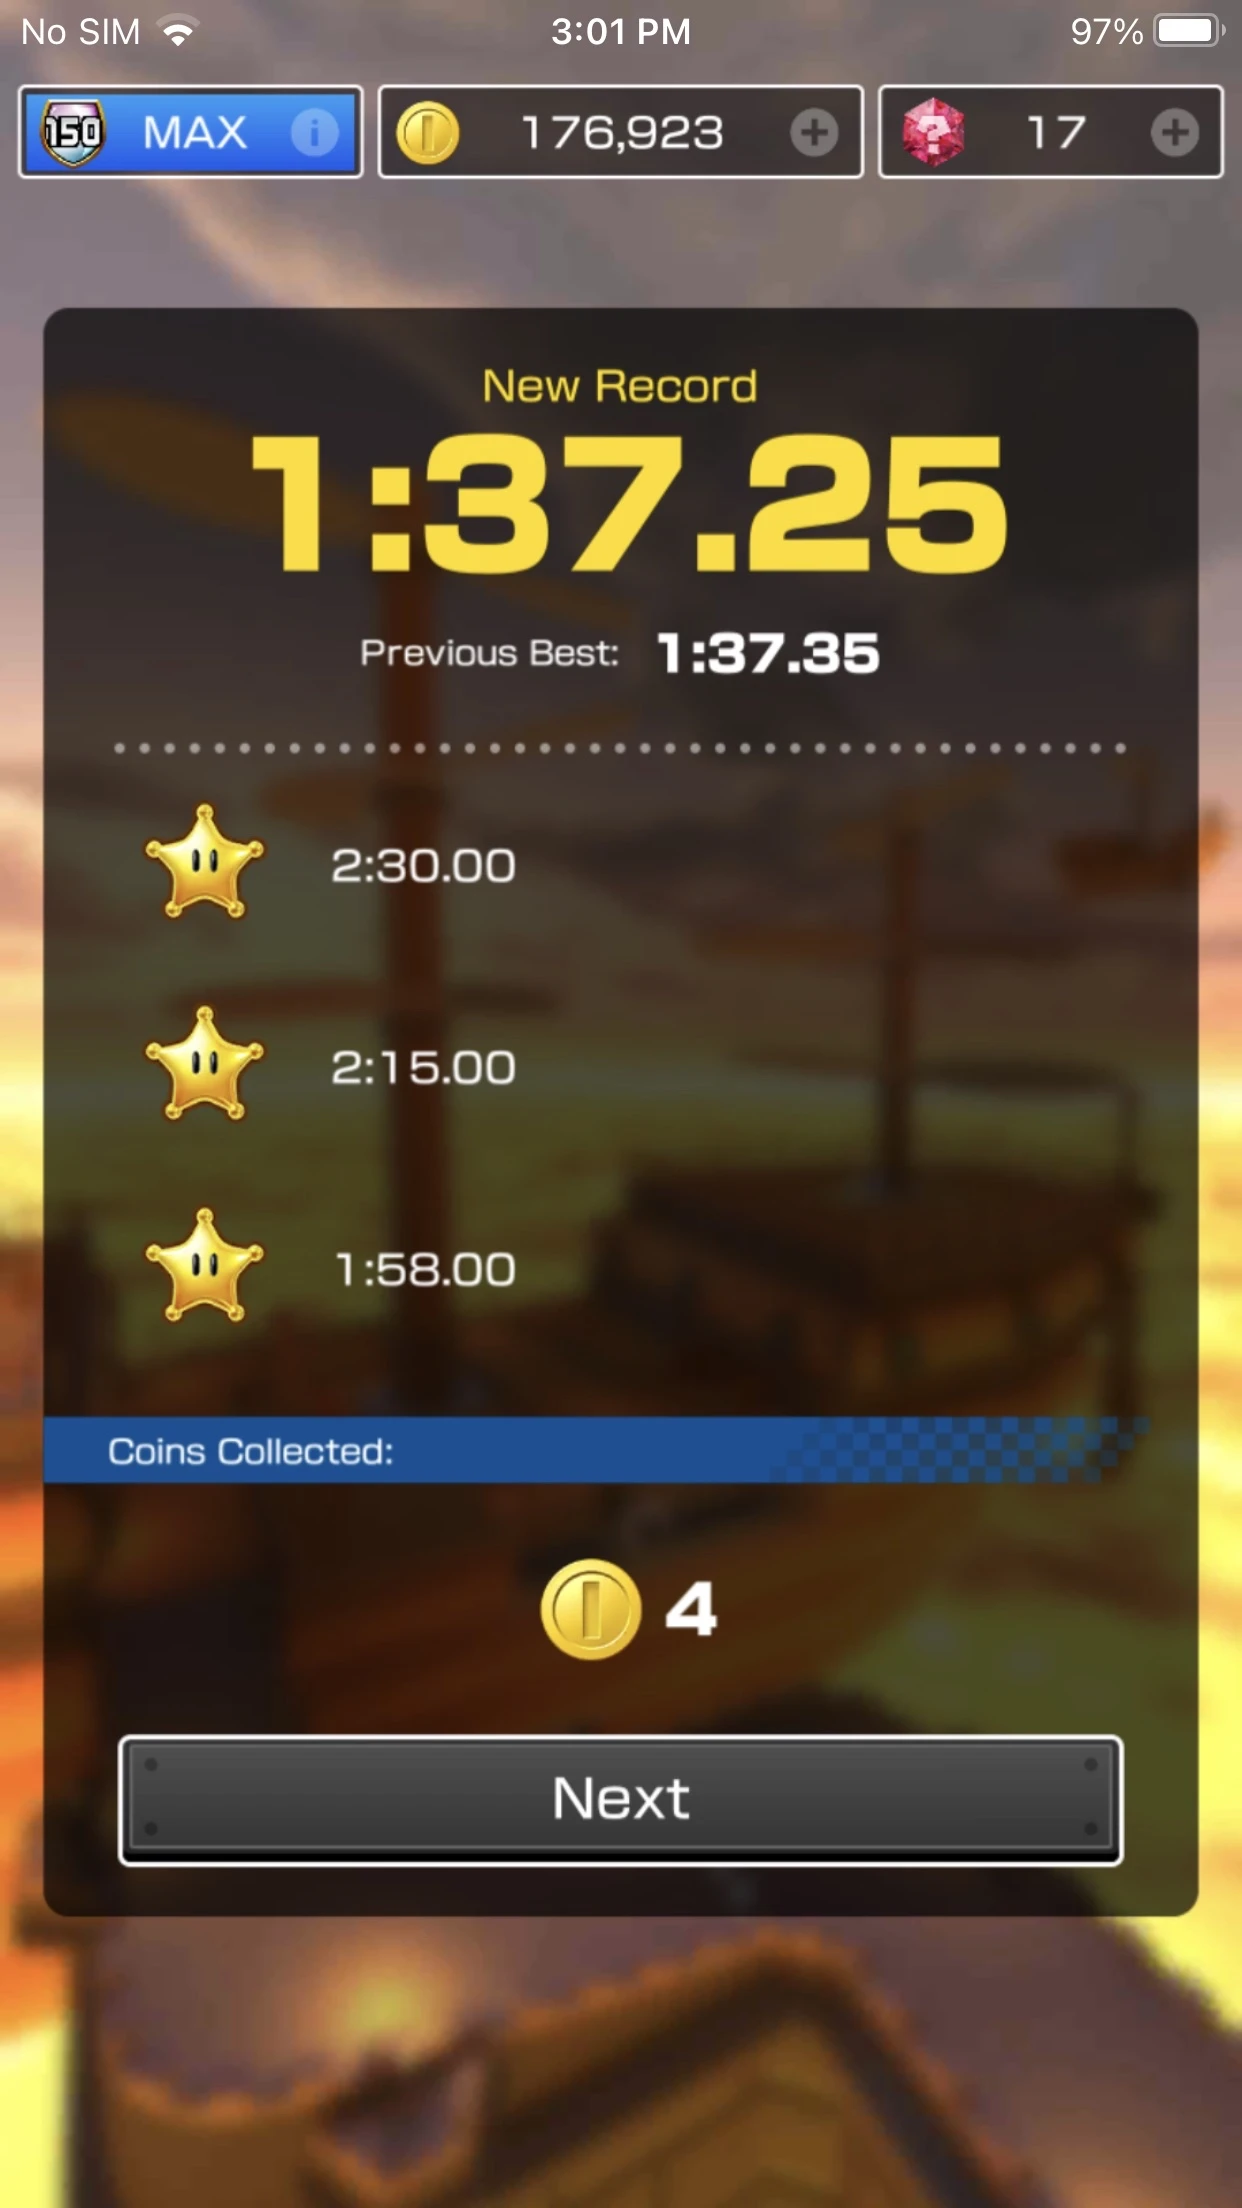 No SIM 3:01 PM 97%
150 MAX i 176,923 + ? 17 +
New Record
1:37.25
Previous Best: 1:37.35
2:30.00
2:15.00
1:58.00
Coins Collected:
4
Next